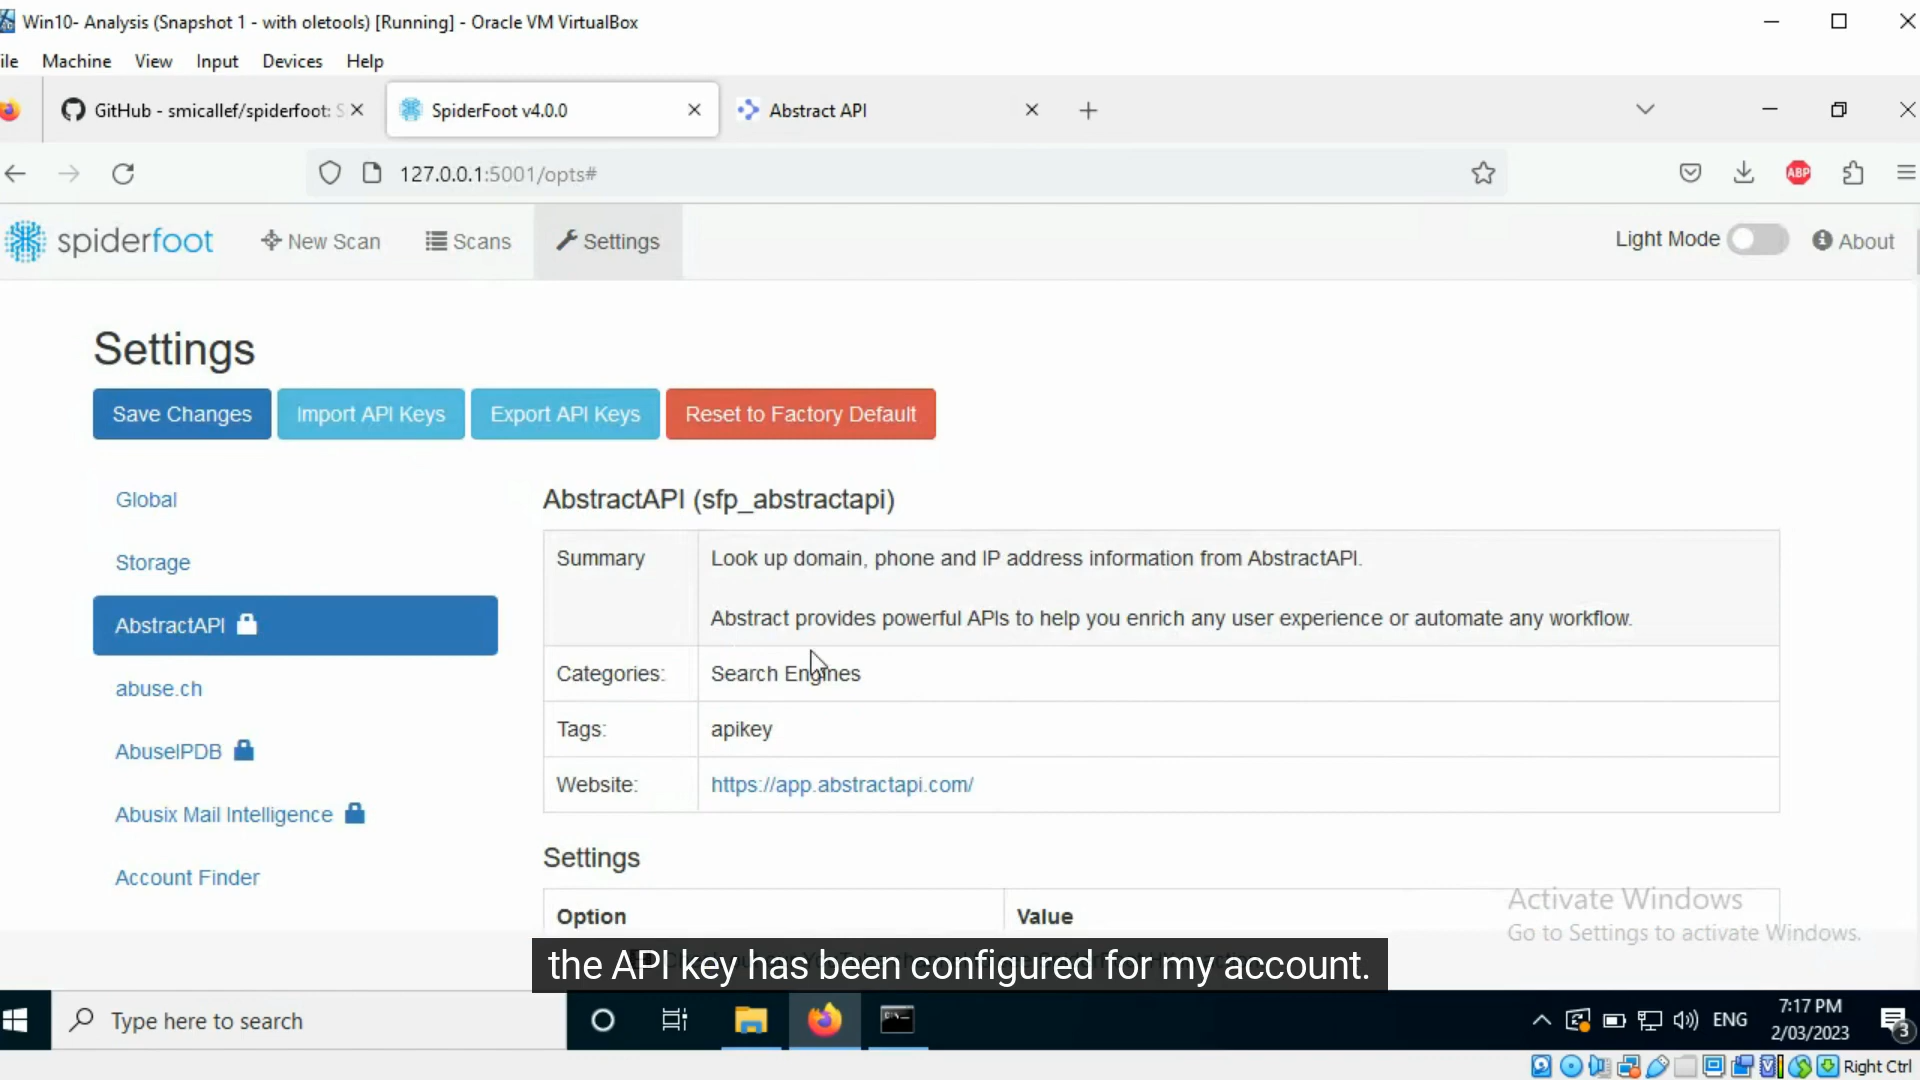 Win10- Analysis (Snapshot 1 - with oletools) [Running] - Oracle VM VirtualBox
ile Machine View Input Devices Help
GitHub - smicallef/spiderfoot: S
SpiderFoot v4.0.0
Abstract API
127.0.0.1:5001/opts#
ABP
spiderfoot
New Scan
Scans
Settings
Light Mode
About
Settings
Save Changes
Import API Keys
Export API Keys
Reset to Factory Default
Global
Storage
AbstractAPI
abuse.ch
AbuseIPDB
Abusix Mail Intelligence
Account Finder
AbstractAPI (sfp_abstractapi)
Summary
Look up domain, phone and IP address information from AbstractAPI.
Abstract provides powerful APIs to help you enrich any user experience or automate any workflow.
Categories:
Search Engines
Tags:
apikey
Website:
https://app.abstractapi.com/
Settings
Option
Value
Activate Windows
Go to Settings to activate Windows.
the API key has been configured for my account.
Type here to search
ENG
7:17 PM
2/03/2023
3
Right Ctrl